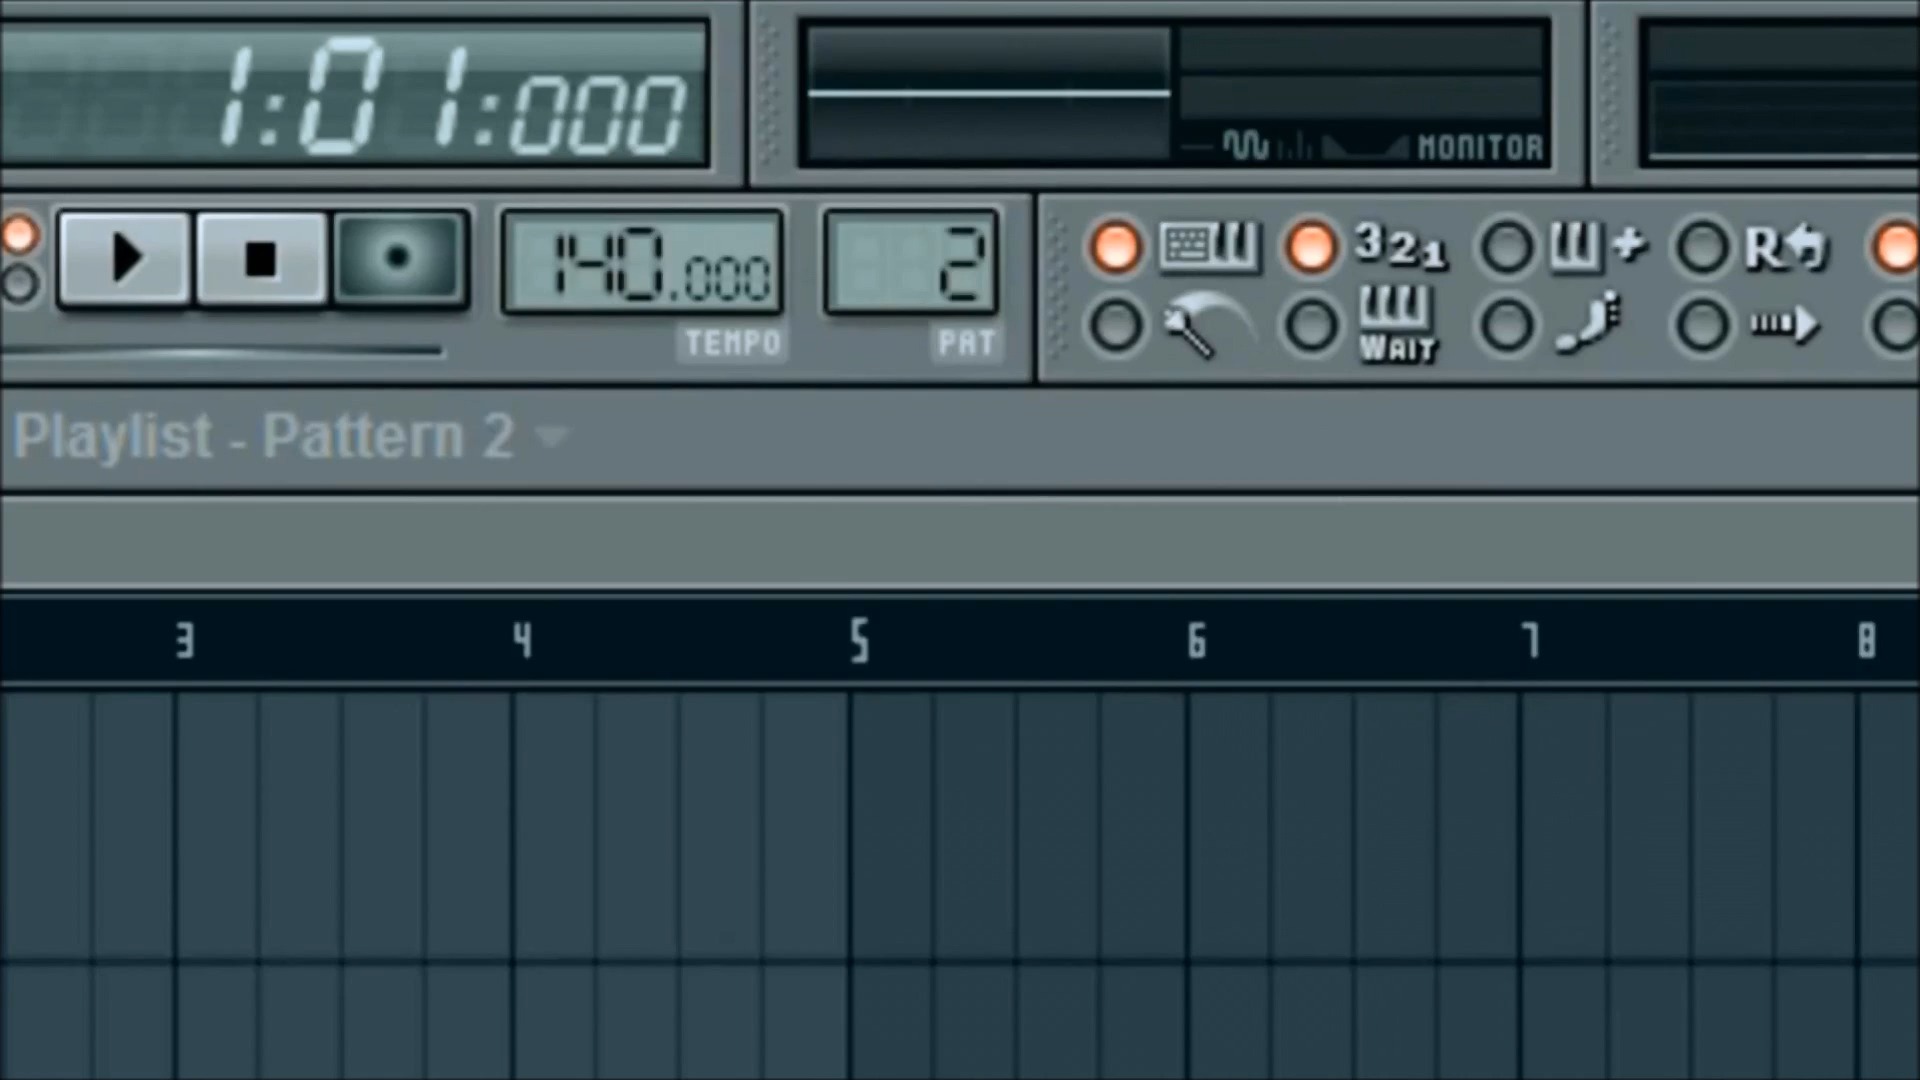 1:01:000
MONITOR
140.000
2
321
R
TEMPO
PAT
WAIT
Playlist - Pattern 2
3 4 5 6 7 8